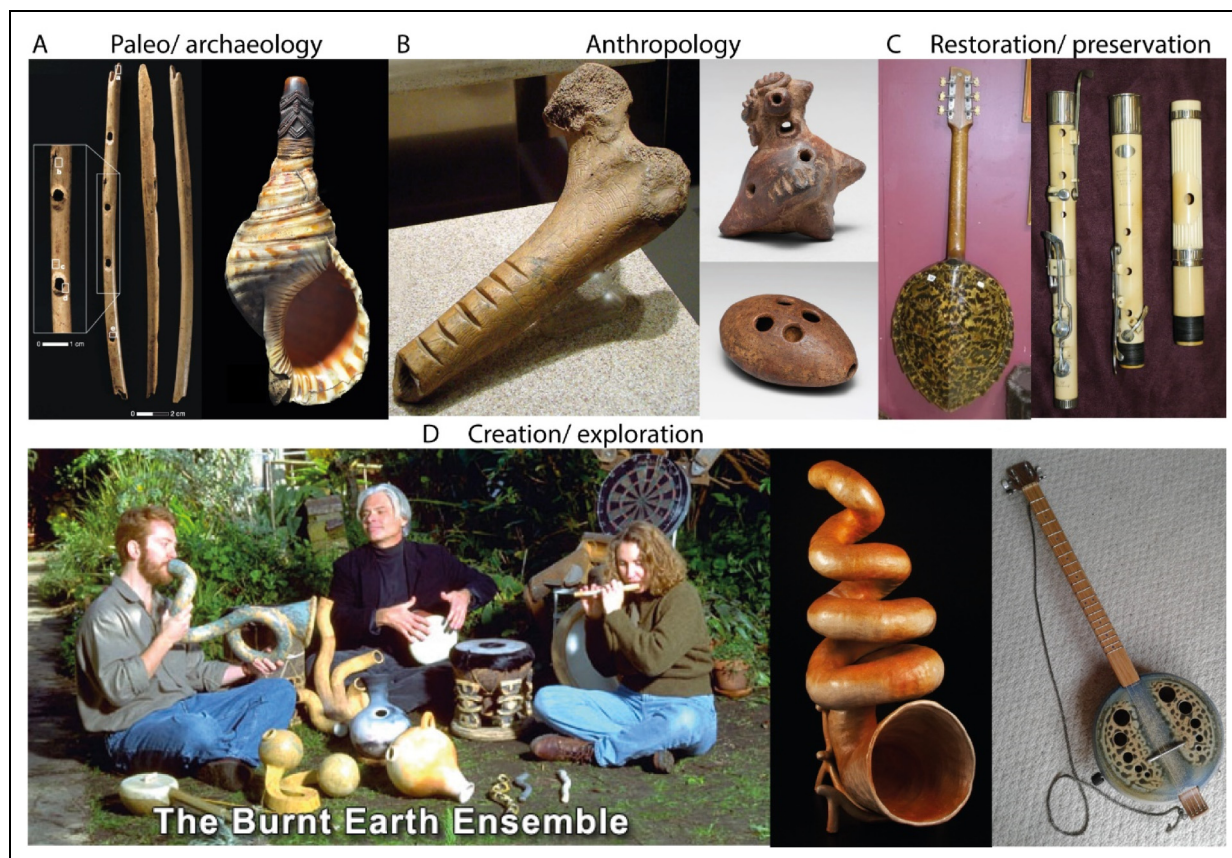 A Paleo/ archaeology
B Anthropology
C Restoration/ preservation
0 1 cm
0 2 cm
D Creation/ exploration
The Burnt Earth Ensemble